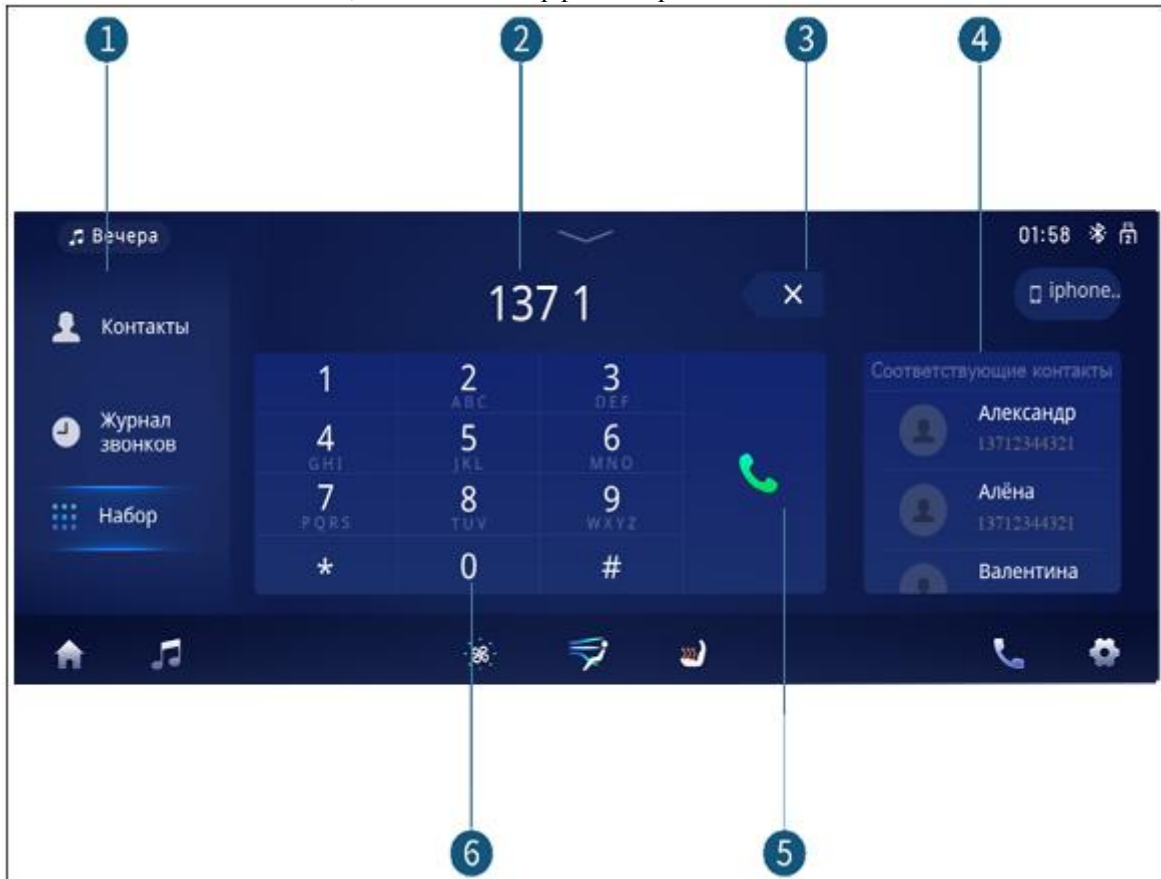 1
2
3
4
Вечера
01:58
137 1
iphone..
Контакты
Журнал
звонков
Набор
1
2
ABC
3
DEF
4
GHI
5
JKL
6
MNO
7
PQRS
8
TUV
9
WXYZ
*
0
#
Соответствующие контакты
Александр
13712344321
Алёна
13712344321
Валентина
6
5